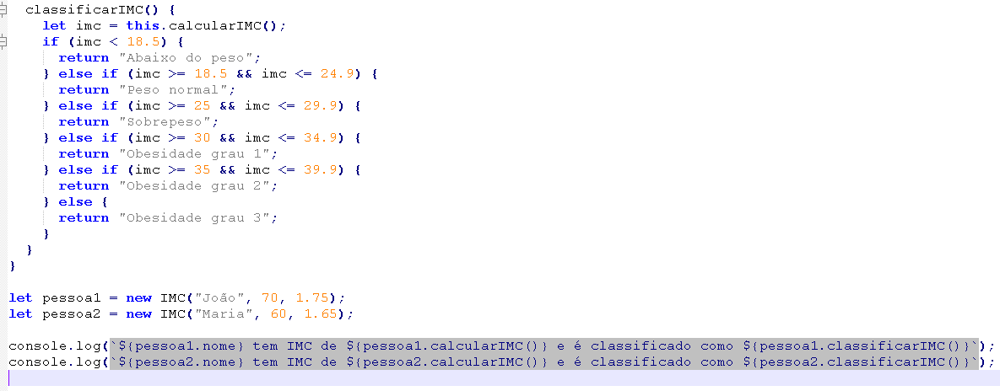 classificarIMC() {
let imc = this.calcularIMC();
if (imc < 18.5) {
return "Abaixo do peso";
} else if (imc >= 18.5 && imc <= 24.9) {
return "Peso normal";
} else if (imc >= 25 && imc <= 29.9) {
return "Sobrepeso";
} else if (imc >= 30 && imc <= 34.9) {
return "Obesidade grau 1";
} else if (imc >= 35 && imc <= 39.9) {
return "Obesidade grau 2";
} else {
return "Obesidade grau 3";
}
}
}
let pessoa1 = new IMC("João", 70, 1.75);
let pessoa2 = new IMC("Maria", 60, 1.65);
console.log(`${pessoa1.nome} tem IMC de ${pessoa1.calcularIMC()} e é classificado como ${pessoa1.classificarIMC()}`);
console.log(`${pessoa2.nome} tem IMC de ${pessoa2.calcularIMC()} e é classificado como ${pessoa2.classificarIMC()}`);